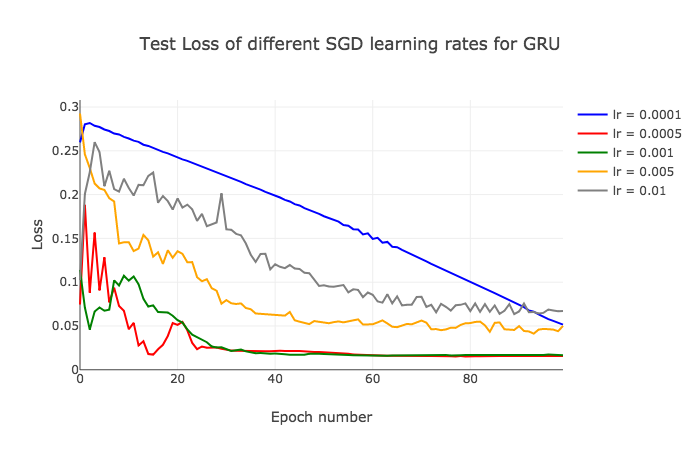 Test Loss of different SGD learning rates for GRU
0.3
0.25
0.2
0.15
0.1
0.05
0
Loss
0
20
40
60
80
Epoch number
lr = 0.0001
lr = 0.0005
lr = 0.001
lr = 0.005
lr = 0.01